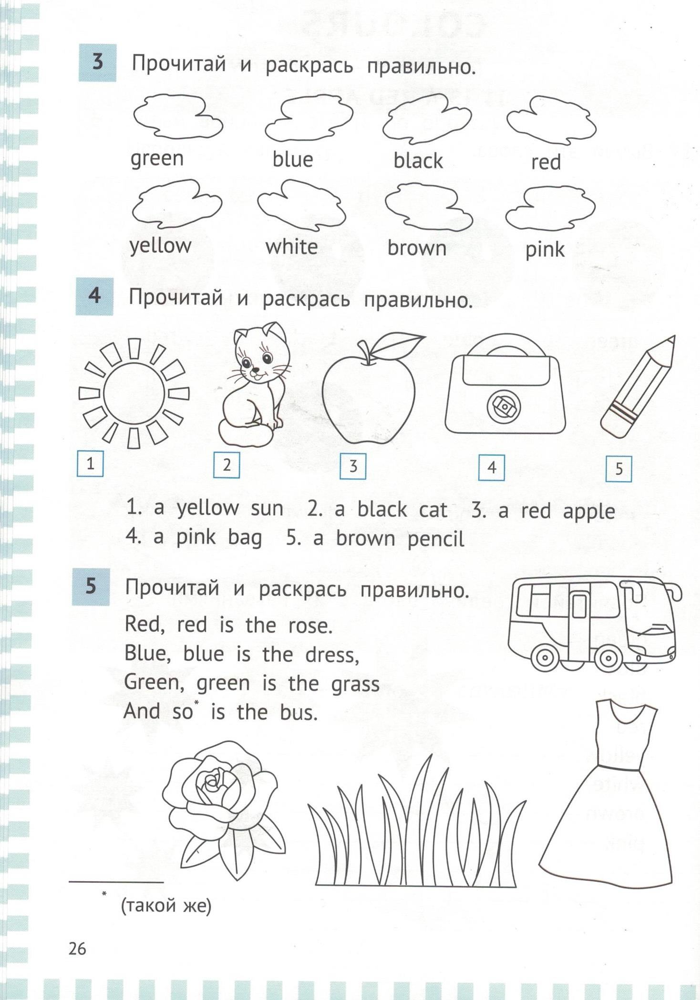 3 Прочитай и раскрась правильно.
green blue black red
yellow white brown pink
4 Прочитай и раскрась правильно.
1 2 3 4 5
1. a yellow sun 2. a black cat 3. a red apple
4. a pink bag 5. a brown pencil
5 Прочитай и раскрась правильно.
Red, red is the rose.
Blue, blue is the dress,
Green, green is the grass
And so* is the bus.
* (такой же)
26